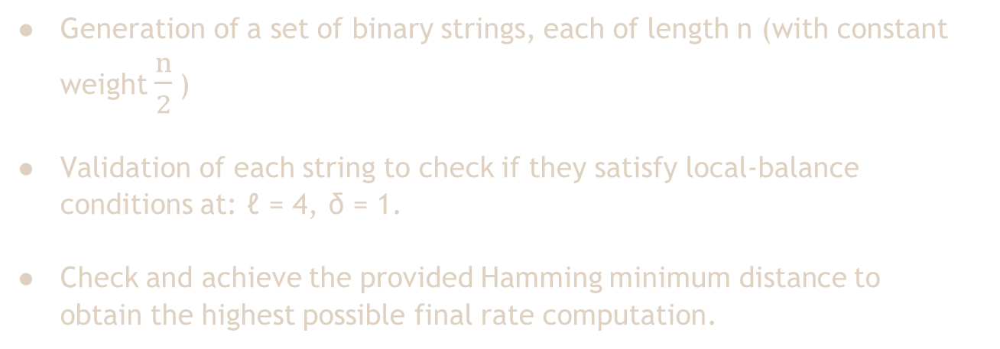 ● Generation of a set of binary strings, each of length n (with constant
weight n/2 )
● Validation of each string to check if they satisfy local-balance
conditions at: ℓ = 4, δ = 1.
● Check and achieve the provided Hamming minimum distance to
obtain the highest possible final rate computation.